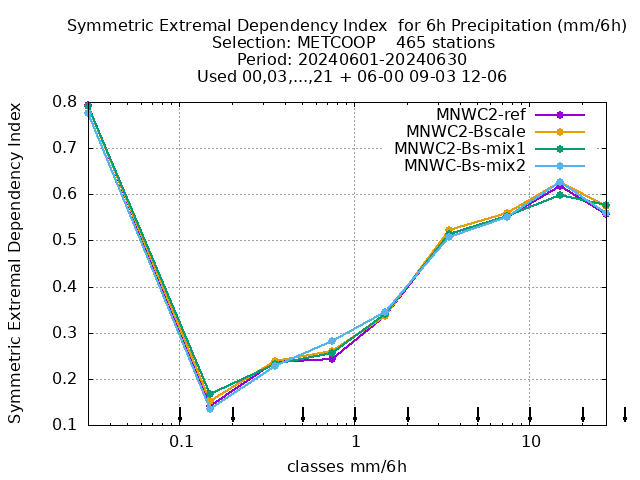 Symmetric Extremal Dependency Index  for 6h Precipitation (mm/6h)
Selection: METCOOP    465 stations
Period: 20240601-20240630
Used 00,03,...,21 + 06-00 09-03 12-06
Symmetric Extremal Dependency Index
0.8
0.7
0.6
0.5
0.4
0.3
0.2
0.1
MNWC2-ref
MNWC2-Bscale
MNWC2-Bs-mix1
MNWC-Bs-mix2
0.1 1 10
classes mm/6h